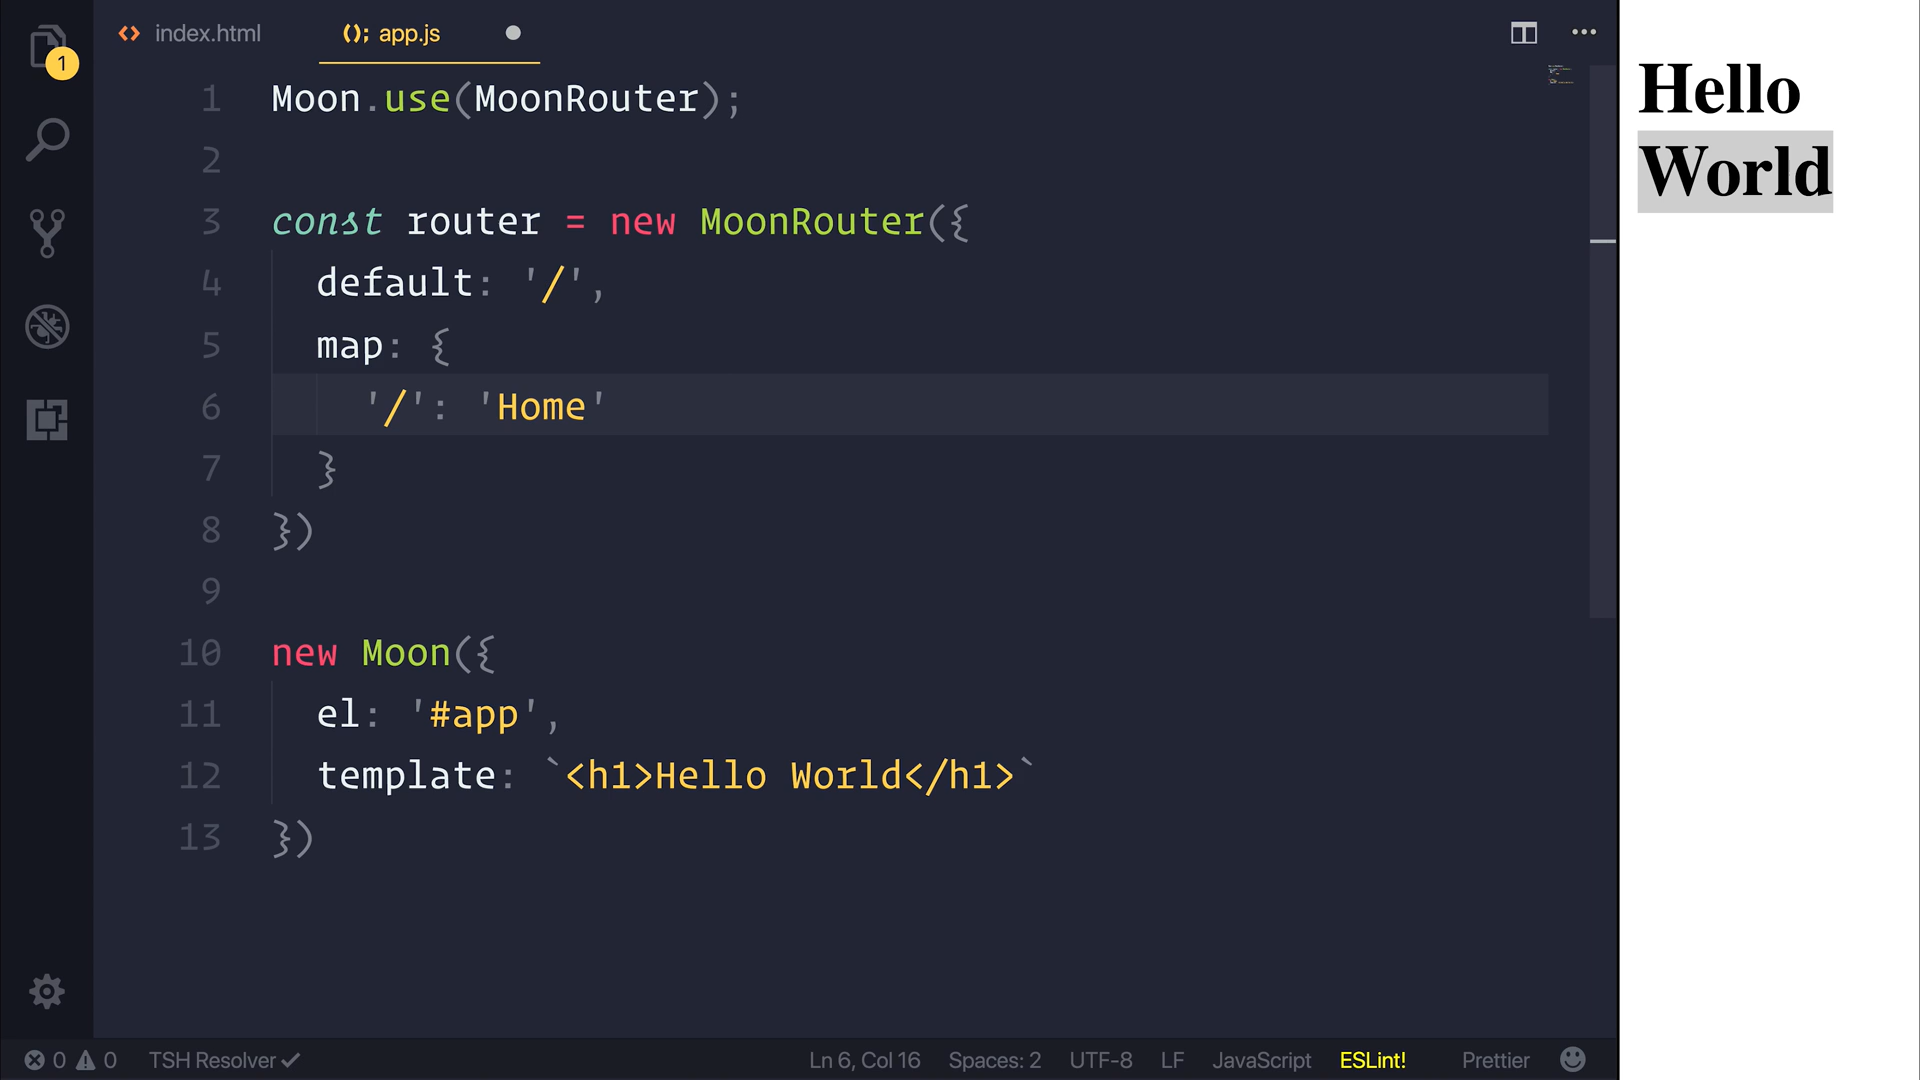 index.html
(); app.js
1
1 Moon.use(MoonRouter);
2
3 const router = new MoonRouter({
4   default: '/',
5   map: {
6     '/': 'Home'
7   }
8 })
9
10 new Moon({
11   el: '#app',
12   template: `<h1>Hello World</h1>`
13 })
Hello
World
0 0 TSH Resolver Ln 6, Col 16 Spaces: 2 UTF-8 LF JavaScript ESLint! Prettier